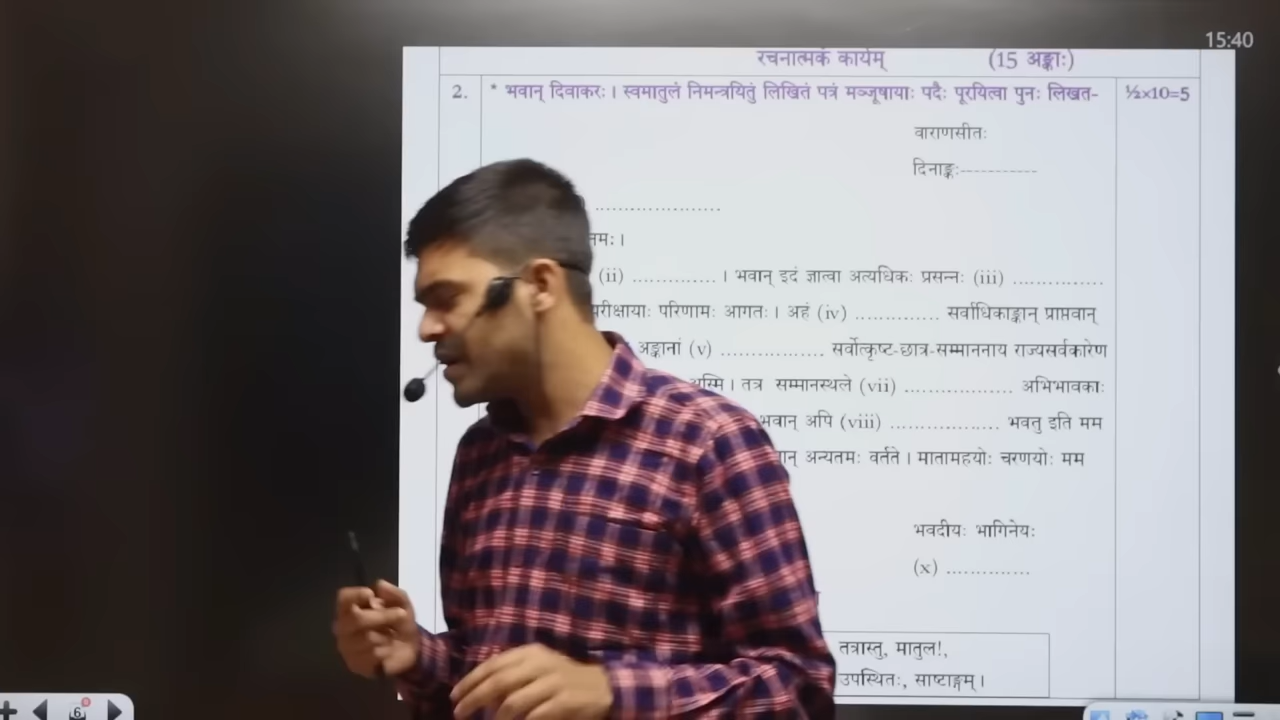 15:40
रचनात्मकं कार्यम् (15 अङ्काः)
2. * भवान् दिवाकरः। स्वमातुलं निमन्त्रयितुं लिखितं पत्रं मञ्जूषायाः पदैः पूरयित्वा पुनः लिखत- ½x10=5
वाराणसीतः
दिनाङ्कः-----------
.....................
नमः।
(ii) .............. । भवान् इदं ज्ञात्वा अत्यधिकः प्रसन्नः (iii) ...............
परीक्षायाः परिणामः आगतः। अहं (iv) .............. सर्वाधिकाङ्कान् प्राप्तवान्
अङ्कानां (v) ................. सर्वोत्कृष्ट-छात्र-सम्माननाय राज्यसर्वकारेण
अस्मि। तत्र सम्मानस्थले (vii) .................. अभिभावकाः
भवान् अपि (viii) .................. भवतु इति मम
अन्यतमः वर्तते। मातामहयोः चरणयोः मम
भवदीयः भागिनेयः
(x) ..............
तत्रास्तु, मातुल!,
उपस्थितः, साष्टाङ्गम्।
6